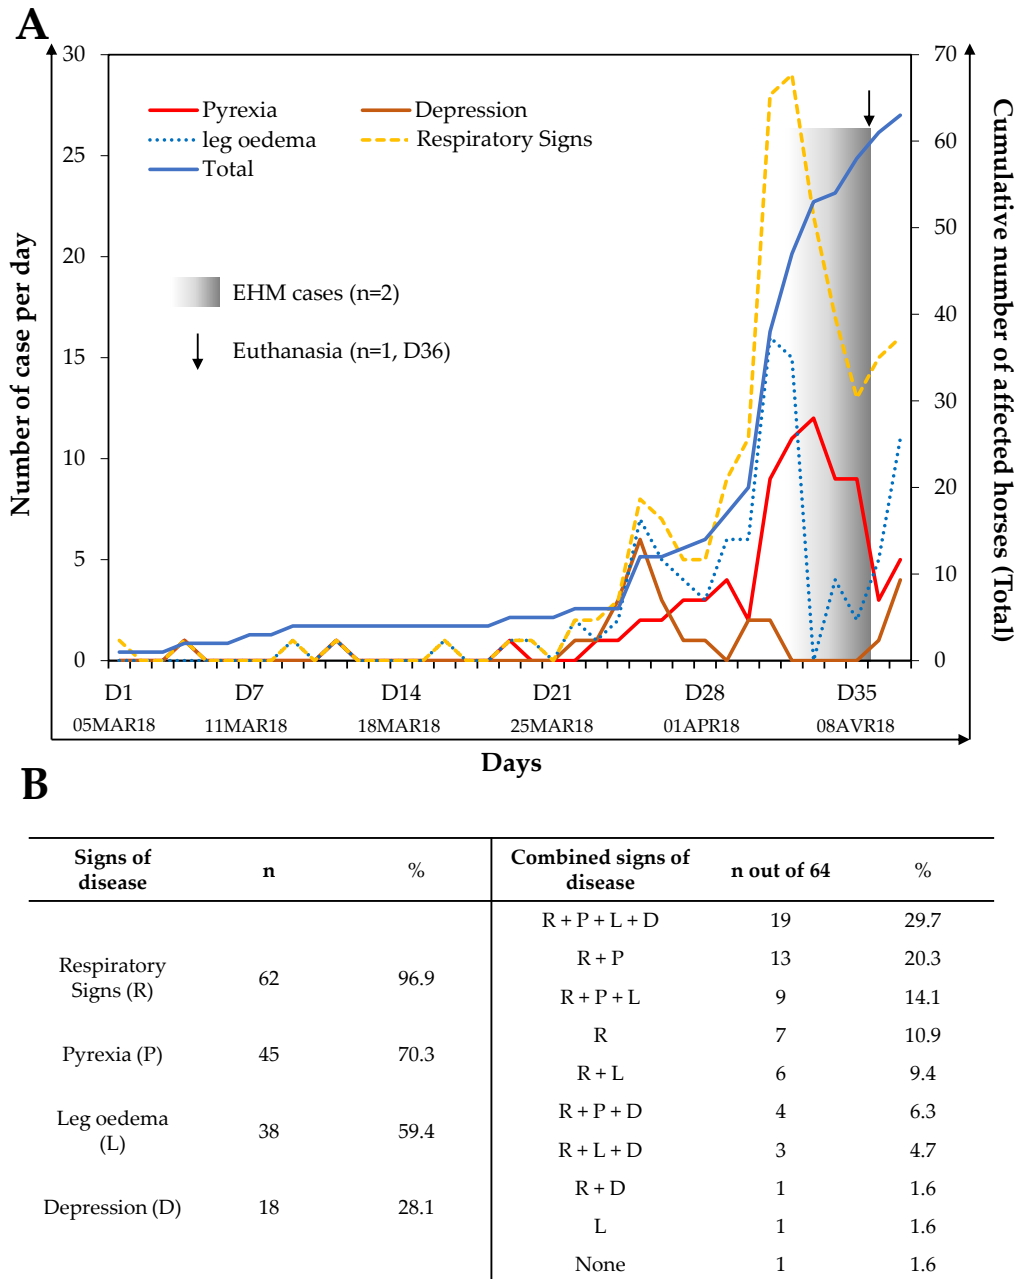 A
30
25
20
15
10
5
0
Number of case per day
70
60
50
40
30
20
10
0
Cumulative number of affected horses (Total)
Pyrexia
Depression
leg oedema
Respiratory Signs
Total
EHM cases (n=2)
Euthanasia (n=1, D36)
D1 D7 D14 D21 D28 D35
05MAR18 11MAR18 18MAR18 25MAR18 01APR18 08AVR18
Days
B
Signs of disease n % Combined signs of disease n out of 64 %
R + P + L + D 19 29.7
Respiratory Signs (R) 62 96.9
R + P 13 20.3
R + P + L 9 14.1
R 7 10.9
Pyrexia (P) 45 70.3
R + L 6 9.4
R + P + D 4 6.3
Leg oedema (L) 38 59.4
R + L + D 3 4.7
R + D 1 1.6
Depression (D) 18 28.1
L 1 1.6
None 1 1.6